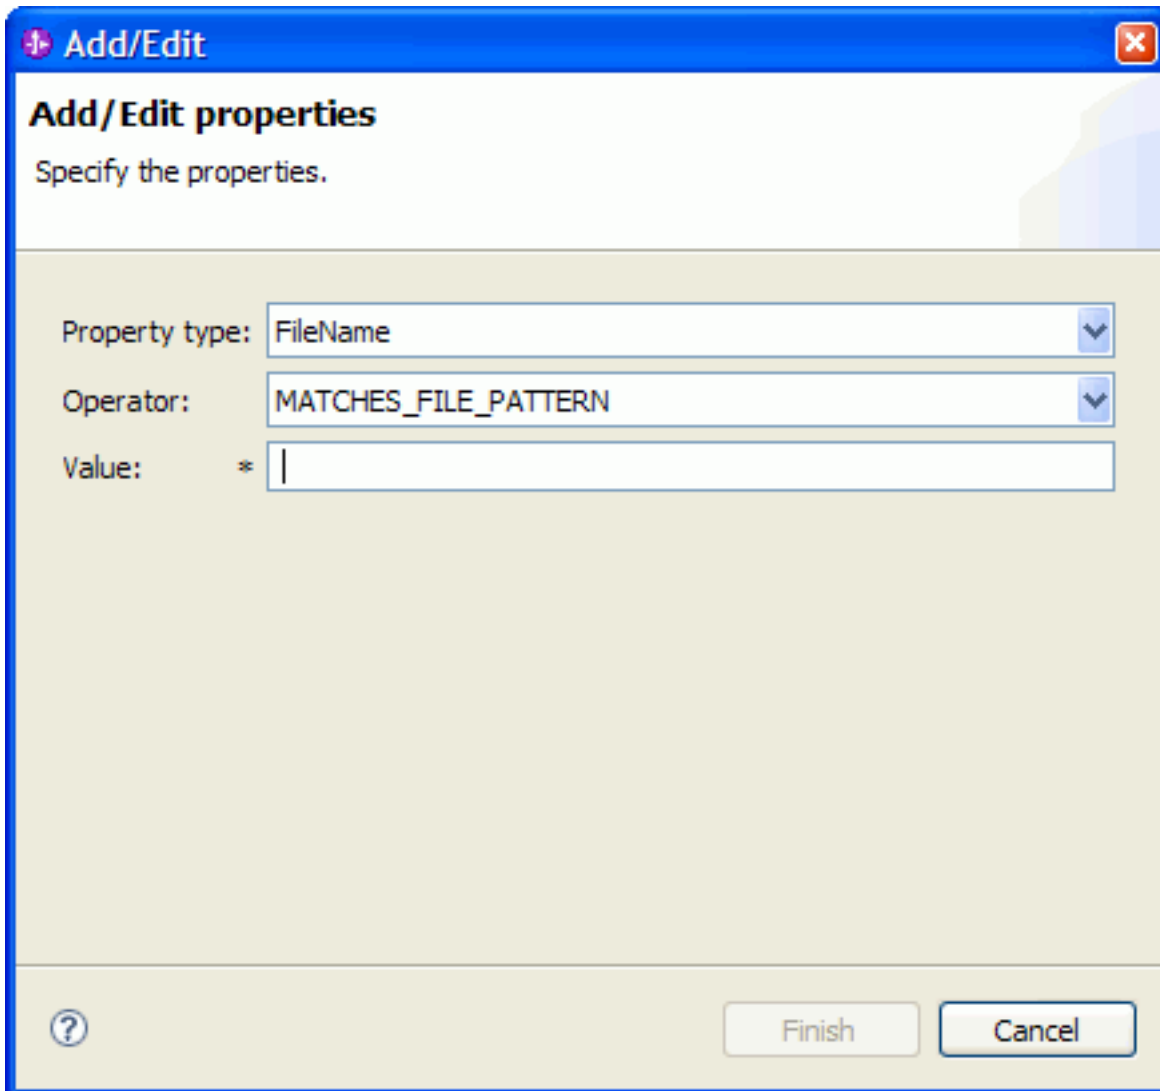 Add/Edit
Add/Edit properties
Specify the properties.
Property type: FileName
Operator: MATCHES_FILE_PATTERN
Value: *
?
Finish Cancel